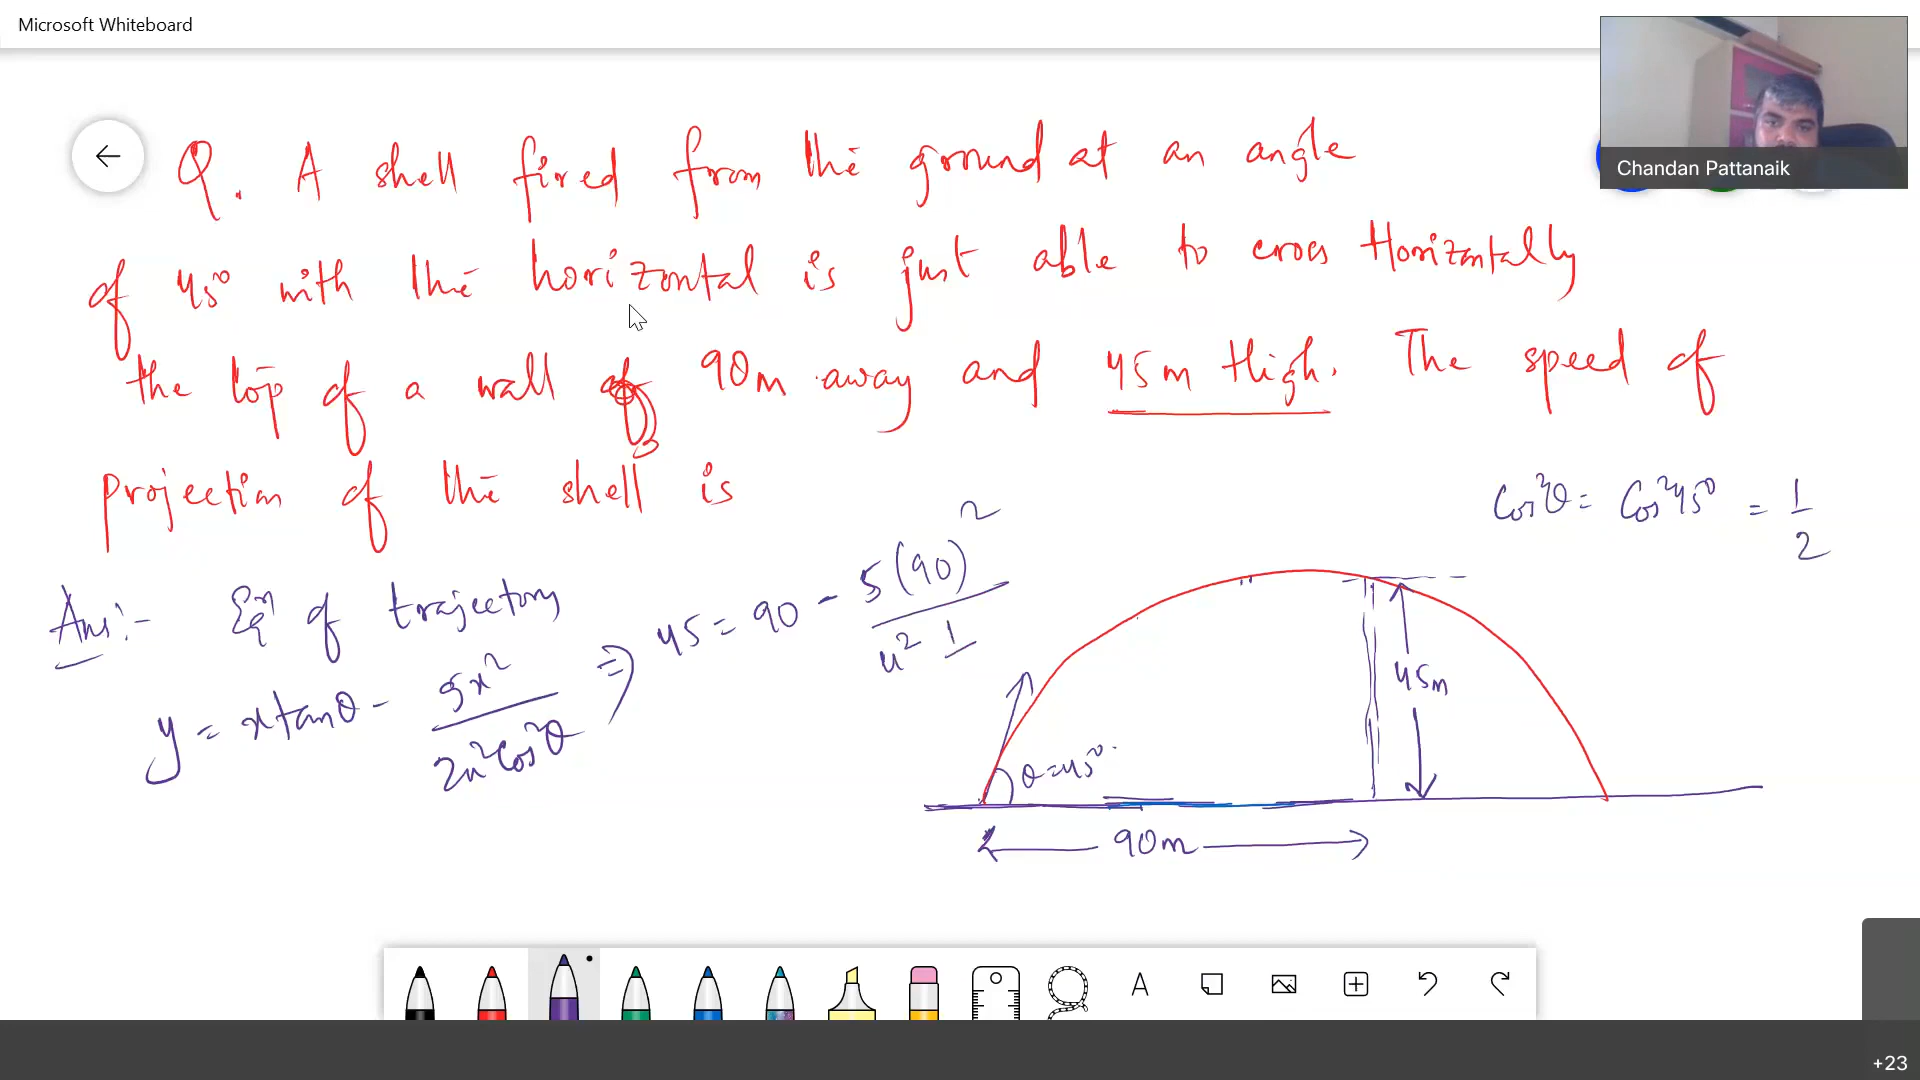 Microsoft Whiteboard
Chandan Pattanaik
Q. A shell fired from the ground at an angle
of 45° with the horizontal is just able to cross Horizontally
the top of a wall 90m away and 45m High. The speed of
projection of the shell is
Cos²θ = Cos²45° = 1/2
Ans:- Eqn of trajectory
y = x tanθ - gx²/2u²Cos²θ ⇒ 45 = 90 - 5(90)²/u² 1
45m
θ=45°
90m
A
+23